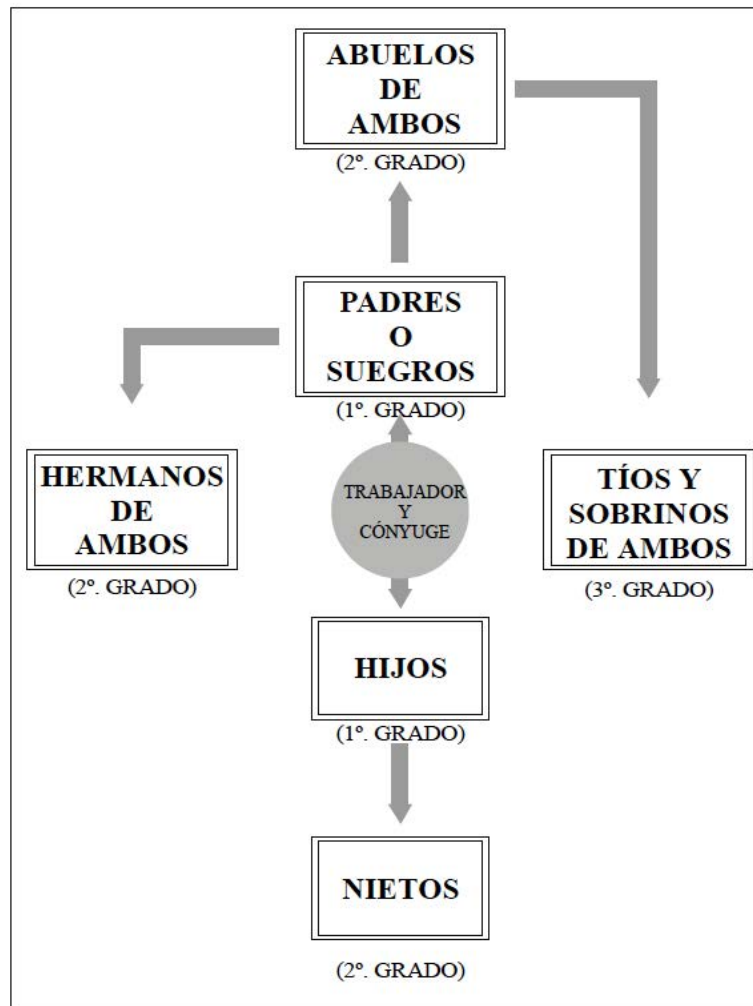 ABUELOS
DE
AMBOS
(2º. GRADO)
PADRES
O
SUEGROS
(1º. GRADO)
HERMANOS
DE
AMBOS
(2º. GRADO)
TRABAJADOR
Y
CÓNYUGE
TÍOS Y
SOBRINOS
DE AMBOS
(3º. GRADO)
HIJOS
(1º. GRADO)
NIETOS
(2º. GRADO)